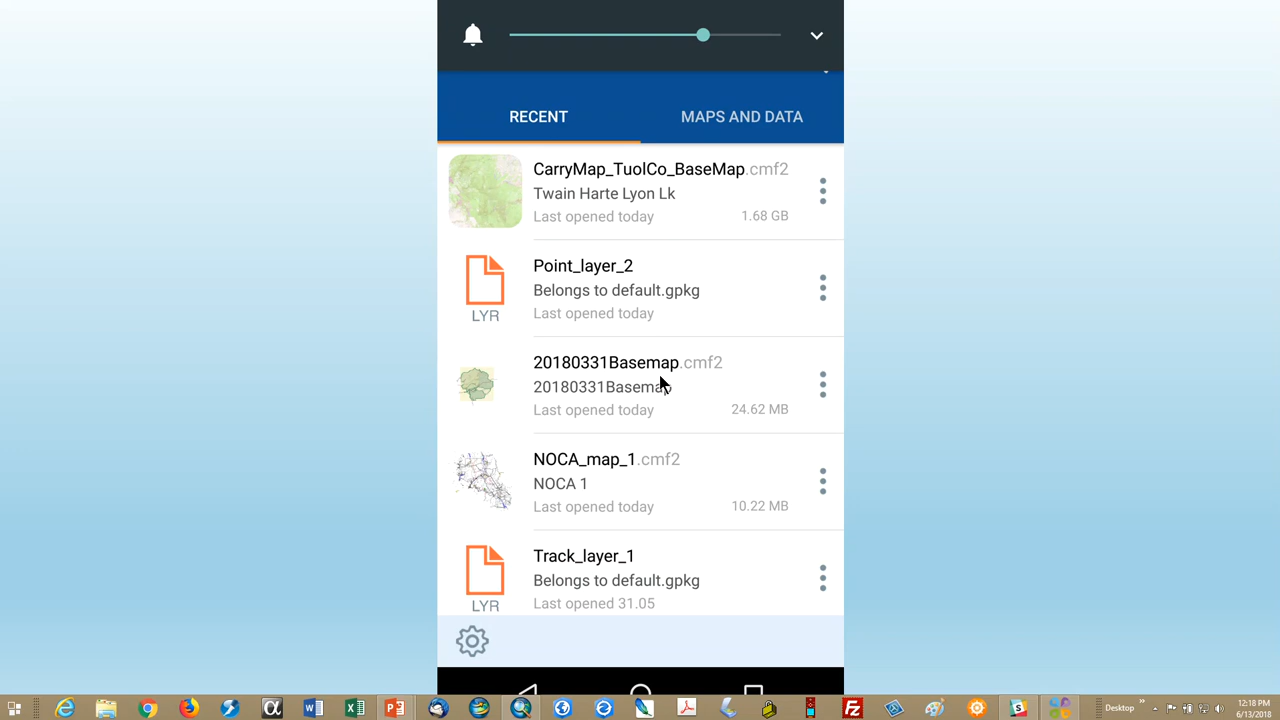 RECENT
MAPS AND DATA
CarryMap_TuolCo_BaseMap.cmf2
Twain Harte Lyon Lk
Last opened today 1.68 GB
Point_layer_2
Belongs to default.gpkg
Last opened today
LYR
20180331Basemap.cmf2
20180331Basemap
Last opened today 24.62 MB
NOCA_map_1.cmf2
NOCA 1
Last opened today 10.22 MB
Track_layer_1
Belongs to default.gpkg
Last opened 31.05
LYR
Desktop
12:18 PM
6/13/2018